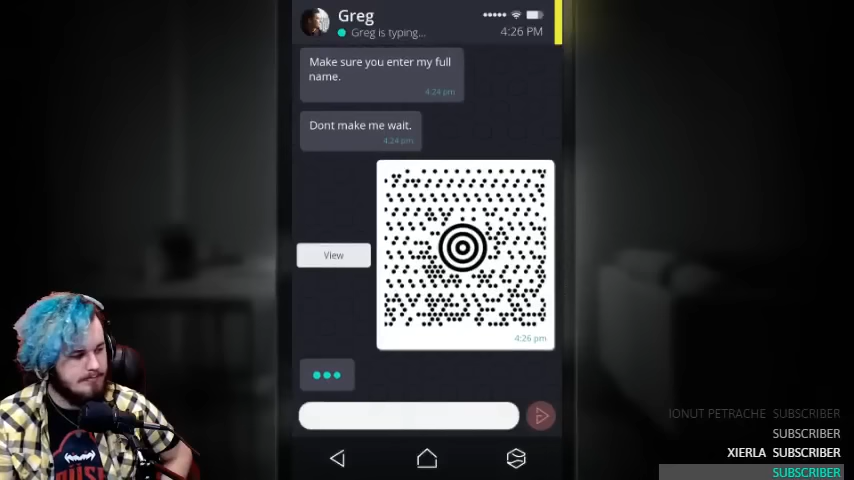 Greg
Greg is typing...
4:26 PM
Make sure you enter my full
name.
4:24 pm
Dont make me wait.
4:24 pm
View
4:26 pm
IONUT PETRACHE SUBSCRIBER
SUBSCRIBER
XIERLA SUBSCRIBER
SUBSCRIBER